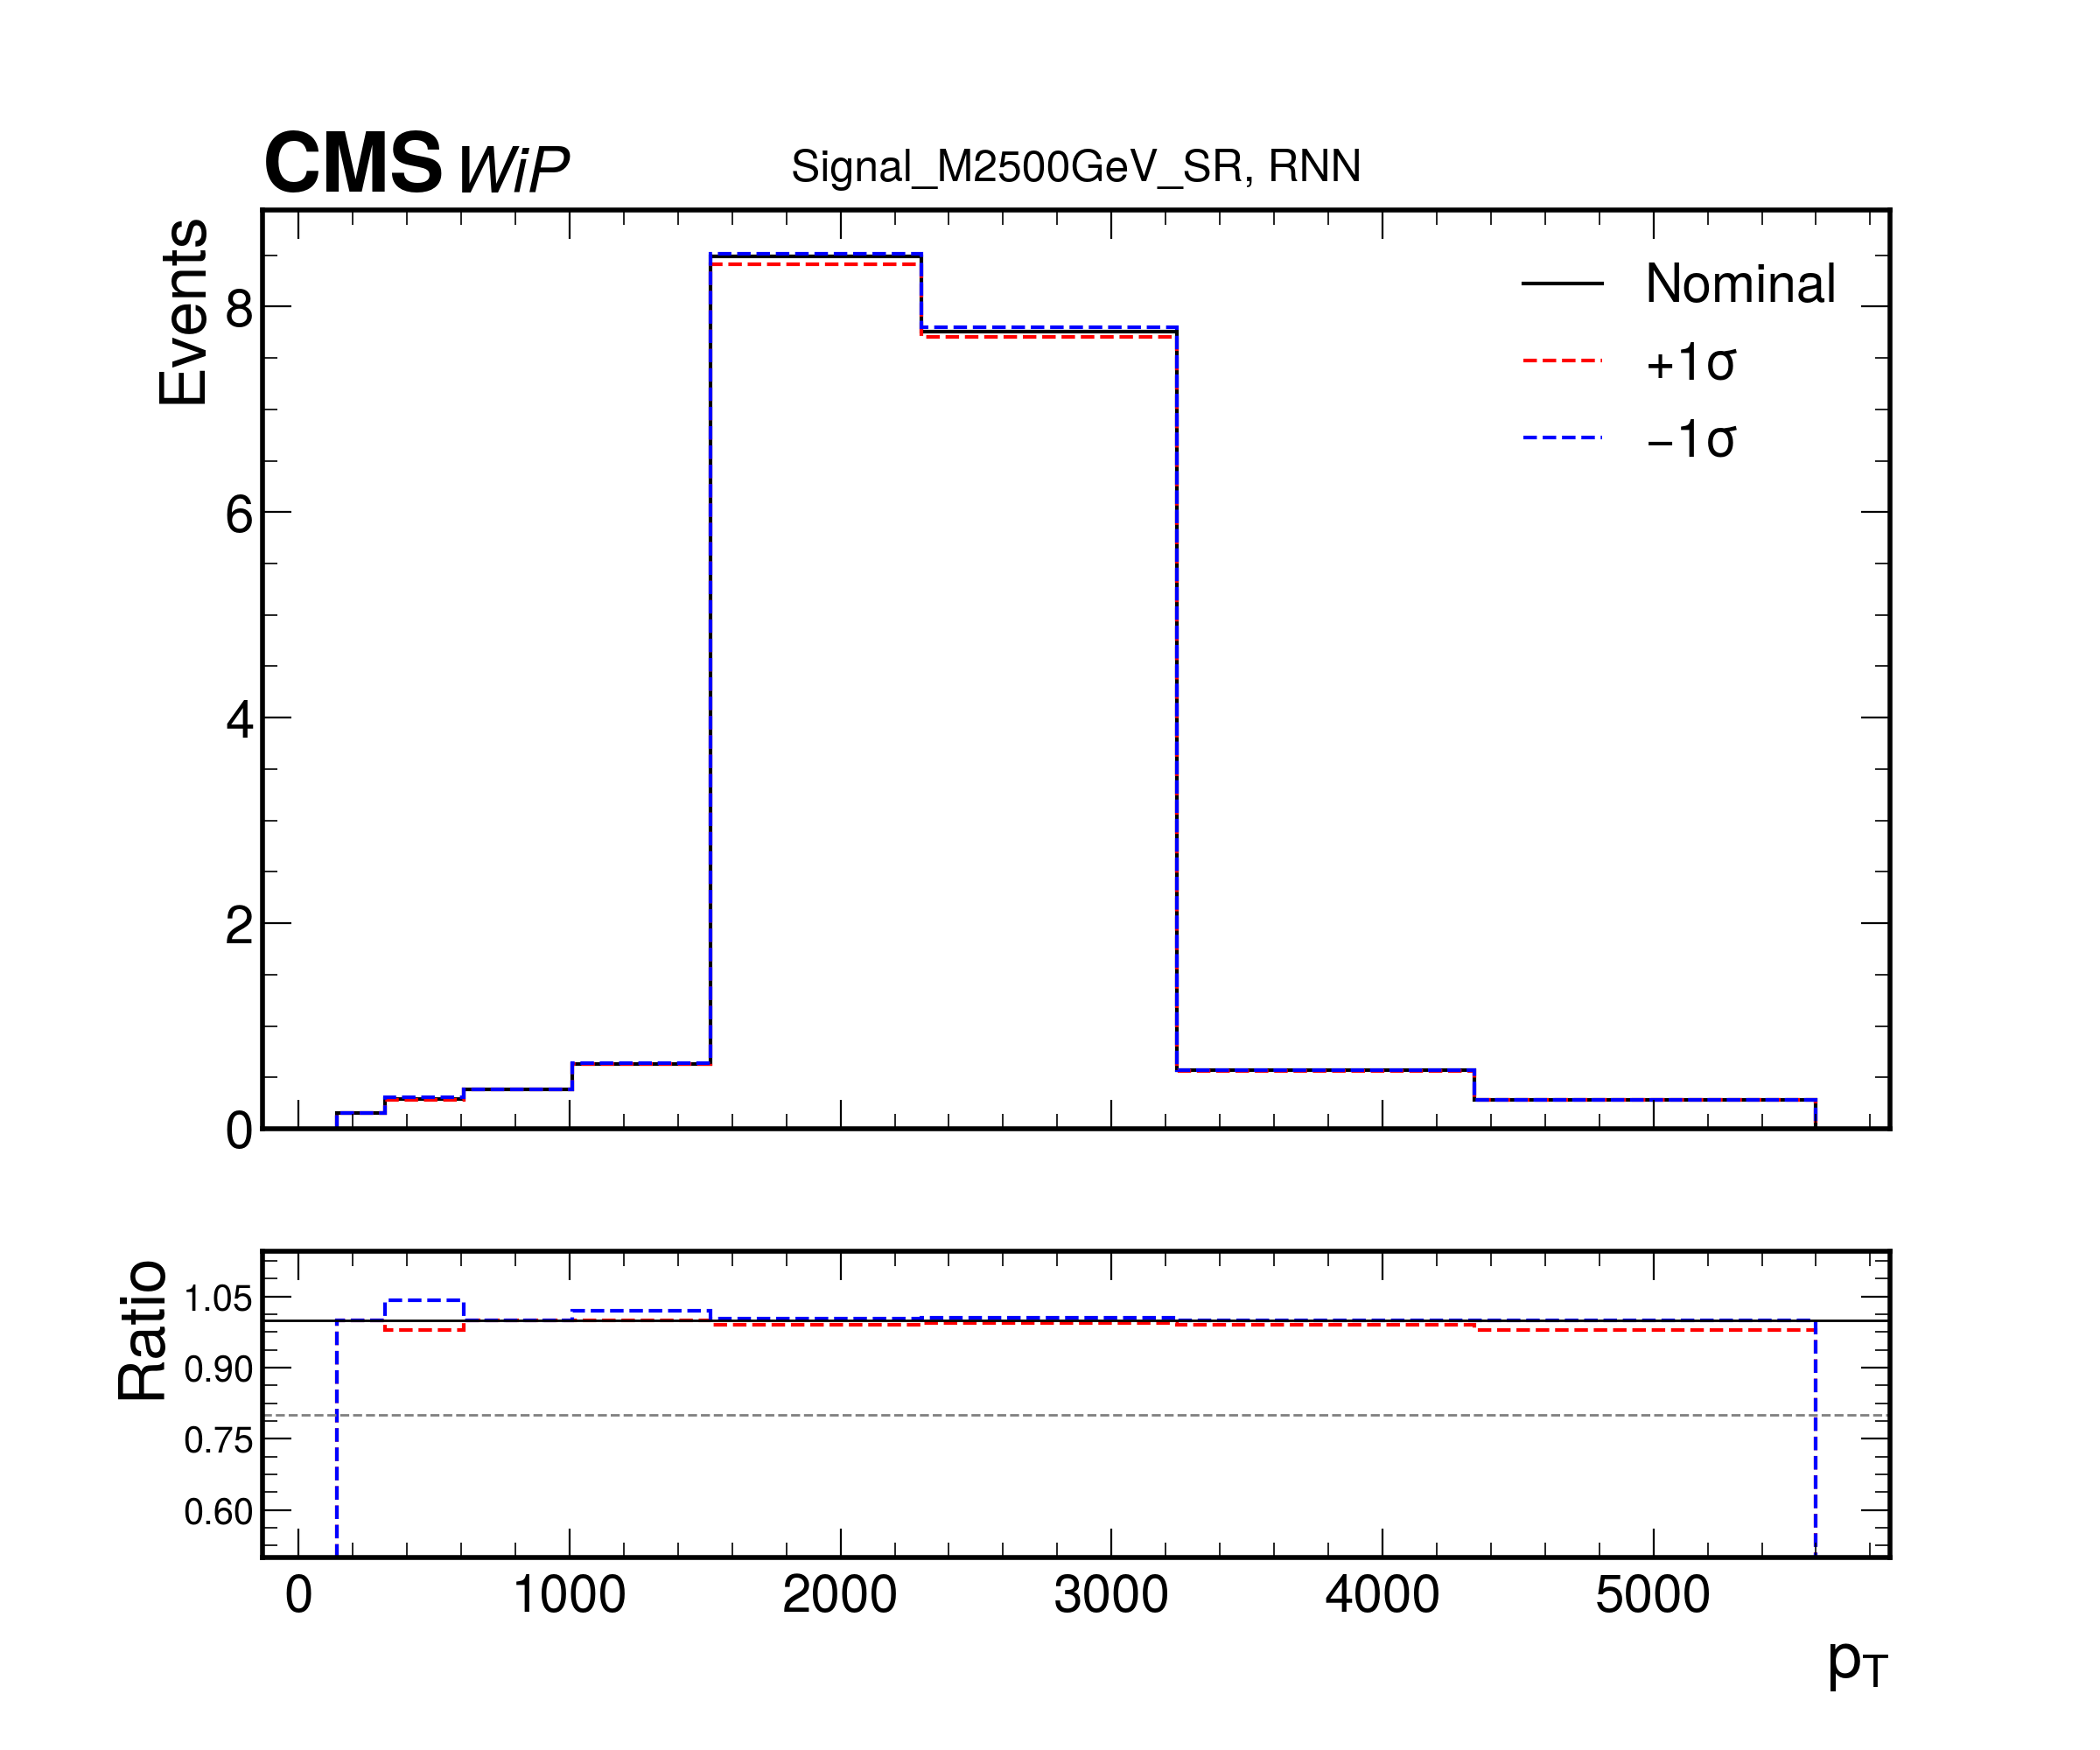 CMS WiP
Signal_M2500GeV_SR, RNN
Events
8
6
4
2
0
Nominal
+1σ
−1σ
Ratio
1.05
0.90
0.75
0.60
0 1000 2000 3000 4000 5000
pT